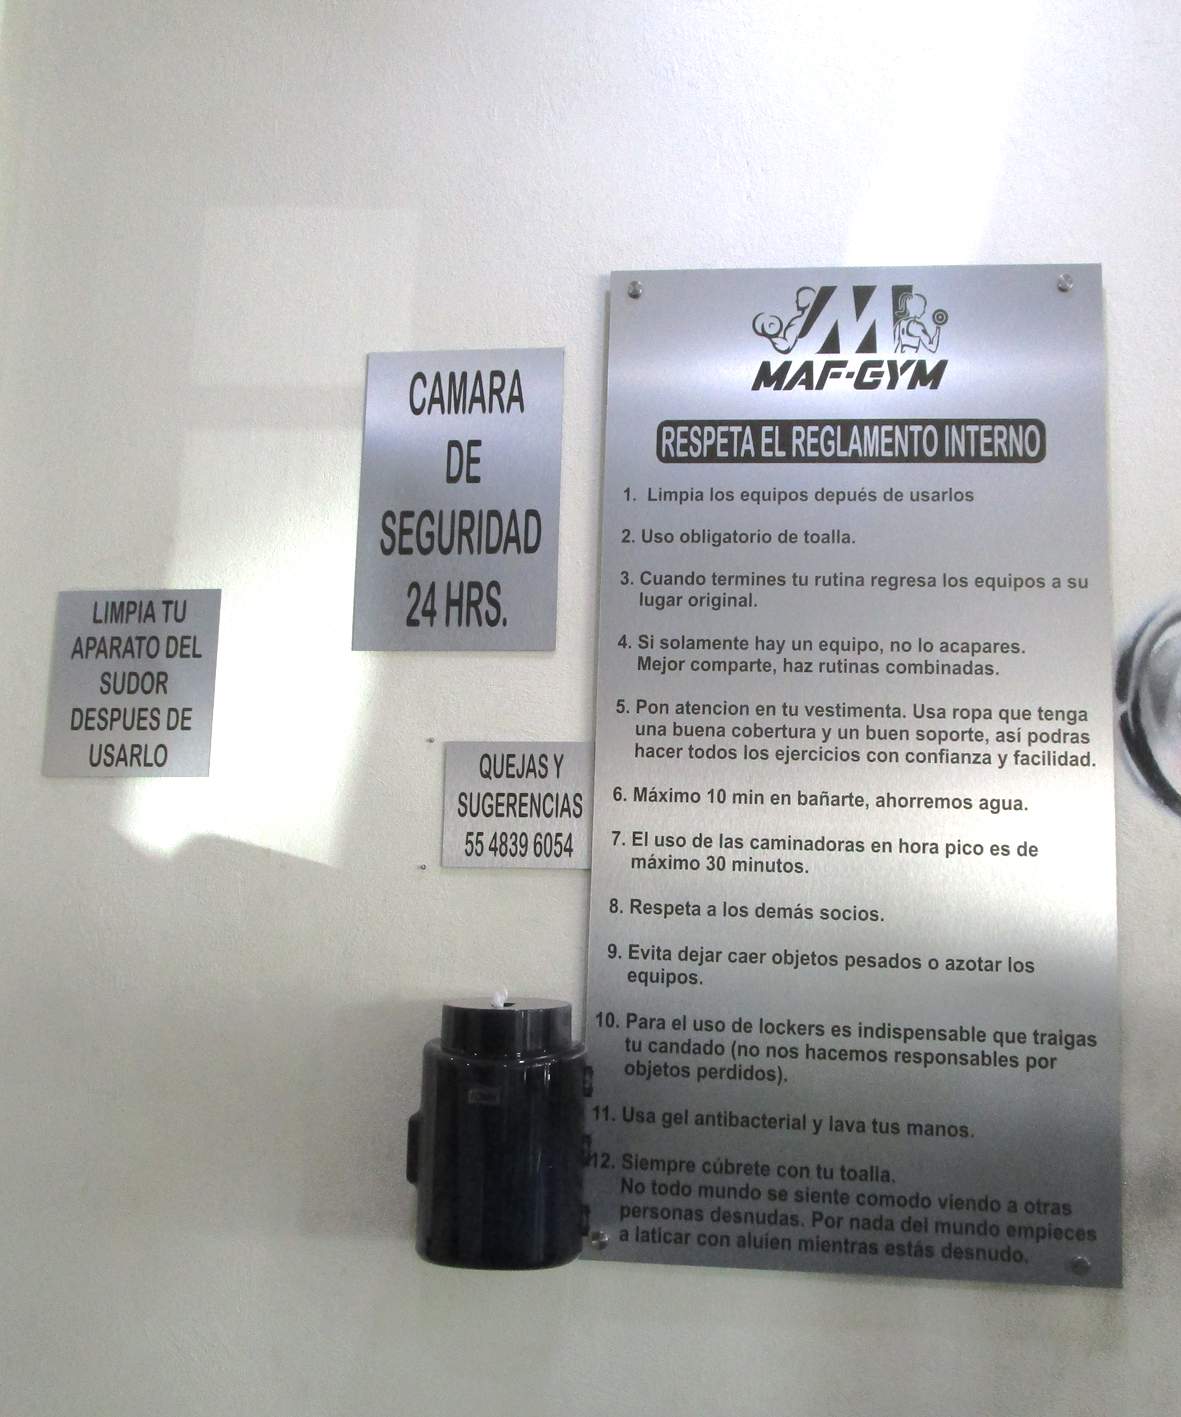 LIMPIA TU
APARATO DEL
SUDOR
DESPUES DE
USARLO
CAMARA
DE
SEGURIDAD
24 HRS.
QUEJAS Y
SUGERENCIAS
55 4839 6054
M
MAF-GYM
RESPETA EL REGLAMENTO INTERNO
1. Limpia los equipos depués de usarlos
2. Uso obligatorio de toalla.
3. Cuando termines tu rutina regresa los equipos a su
lugar original.
4. Si solamente hay un equipo, no lo acapares.
Mejor comparte, haz rutinas combinadas.
5. Pon atencion en tu vestimenta. Usa ropa que tenga
una buena cobertura y un buen soporte, así podras
hacer todos los ejercicios con confianza y facilidad.
6. Máximo 10 min en bañarte, ahorremos agua.
7. El uso de las caminadoras en hora pico es de
máximo 30 minutos.
8. Respeta a los demás socios.
9. Evita dejar caer objetos pesados o azotar los
equipos.
10. Para el uso de lockers es indispensable que traigas
tu candado (no nos hacemos responsables por
objetos perdidos).
11. Usa gel antibacterial y lava tus manos.
12. Siempre cúbrete con tu toalla.
No todo mundo se siente comodo viendo a otras
personas desnudas. Por nada del mundo empieces
a laticar con aluien mientras estás desnudo.